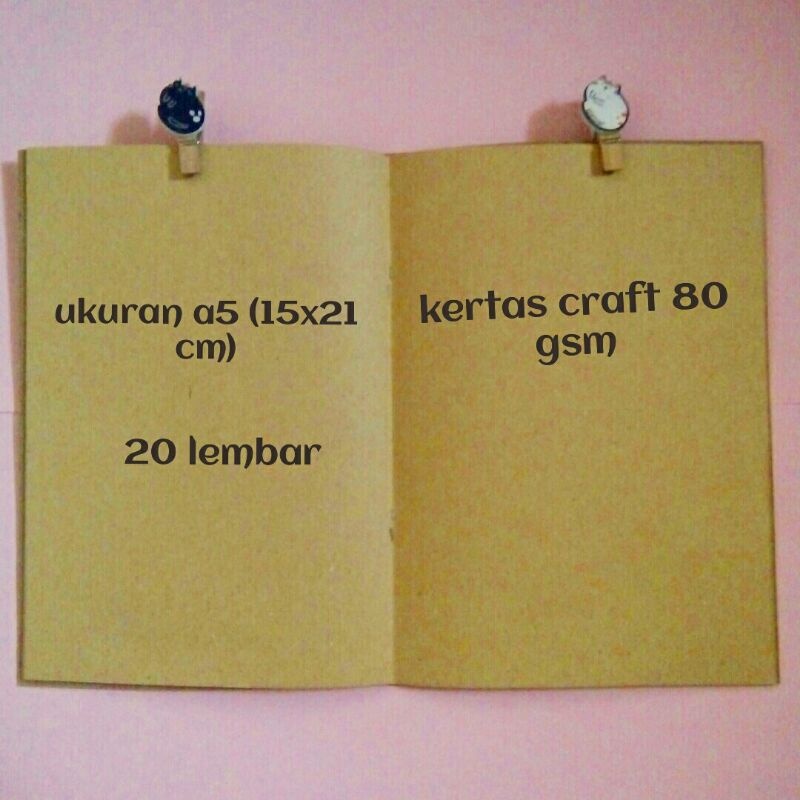 ukuran a5 (15x21
cm)
20 lembar
kertas craft 80
gsm